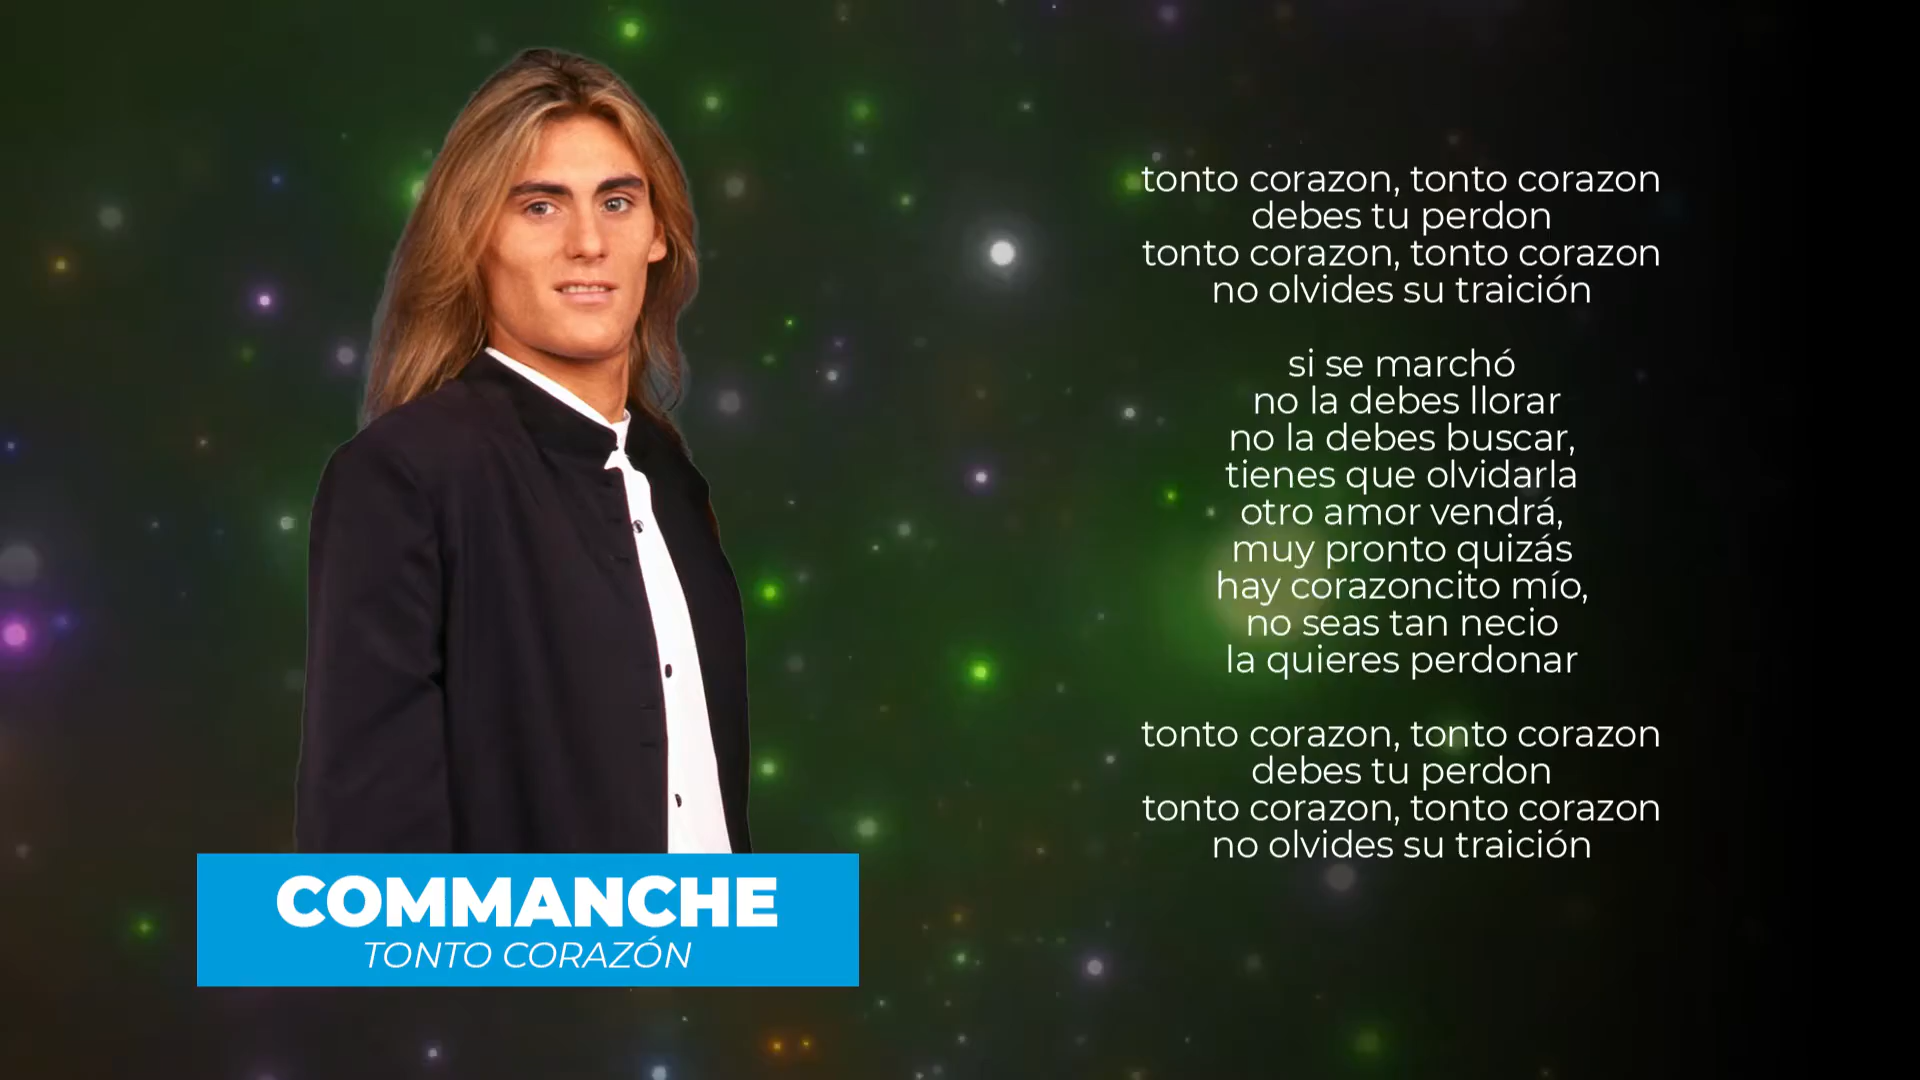 tonto corazon, tonto corazon
debes tu perdon
tonto corazon, tonto corazon
no olvides su traición
si se marchó
no la debes llorar
no la debes buscar,
tienes que olvidarla
otro amor vendrá,
muy pronto quizás
hay corazoncito mío,
no seas tan necio
la quieres perdonar
tonto corazon, tonto corazon
debes tu perdon
tonto corazon, tonto corazon
no olvides su traición
COMMANCHE
TONTO CORAZÓN